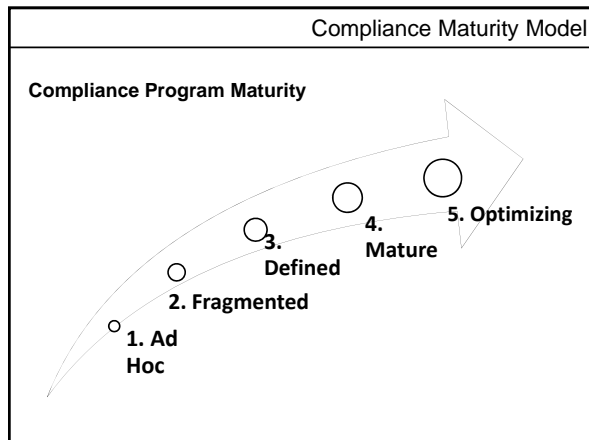 Compliance Maturity Model
Compliance Program Maturity
5. Optimizing
4.
Mature
3.
Defined
2. Fragmented
1. Ad
Hoc